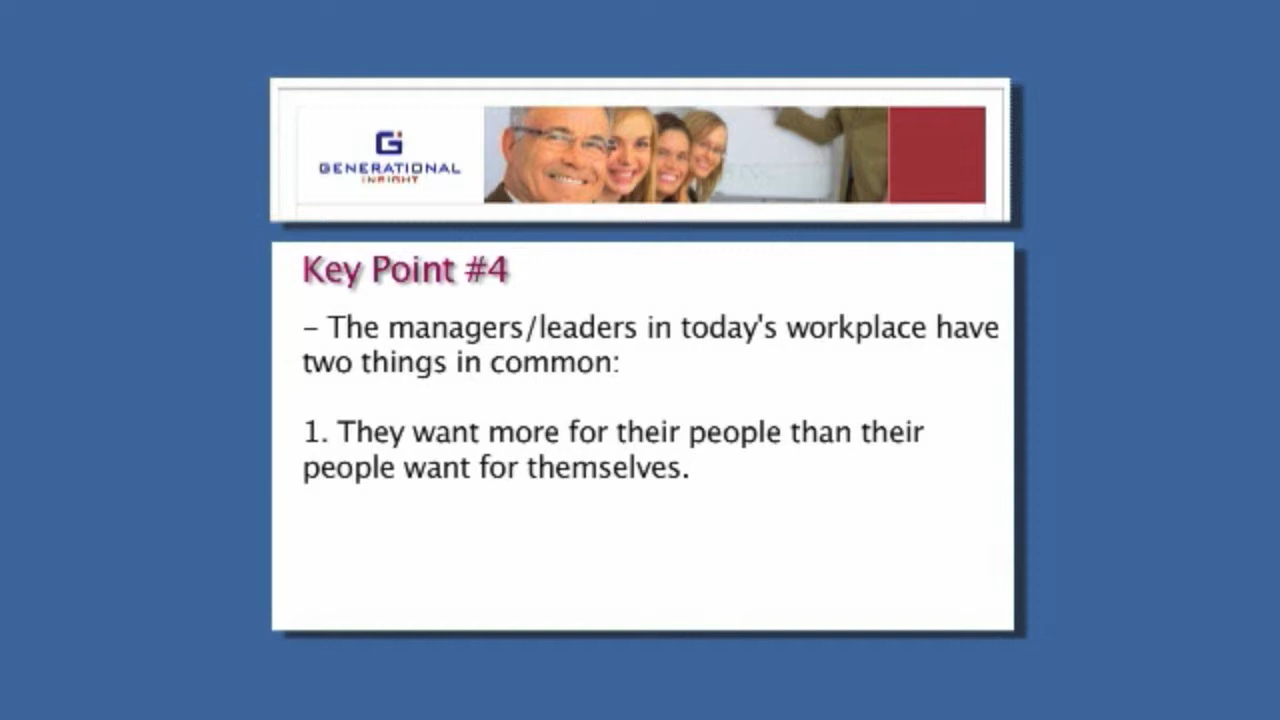 GENERATIONAL
INSIGHT
Key Point #4
- The managers/leaders in today's workplace have
two things in common:
1. They want more for their people than their
people want for themselves.